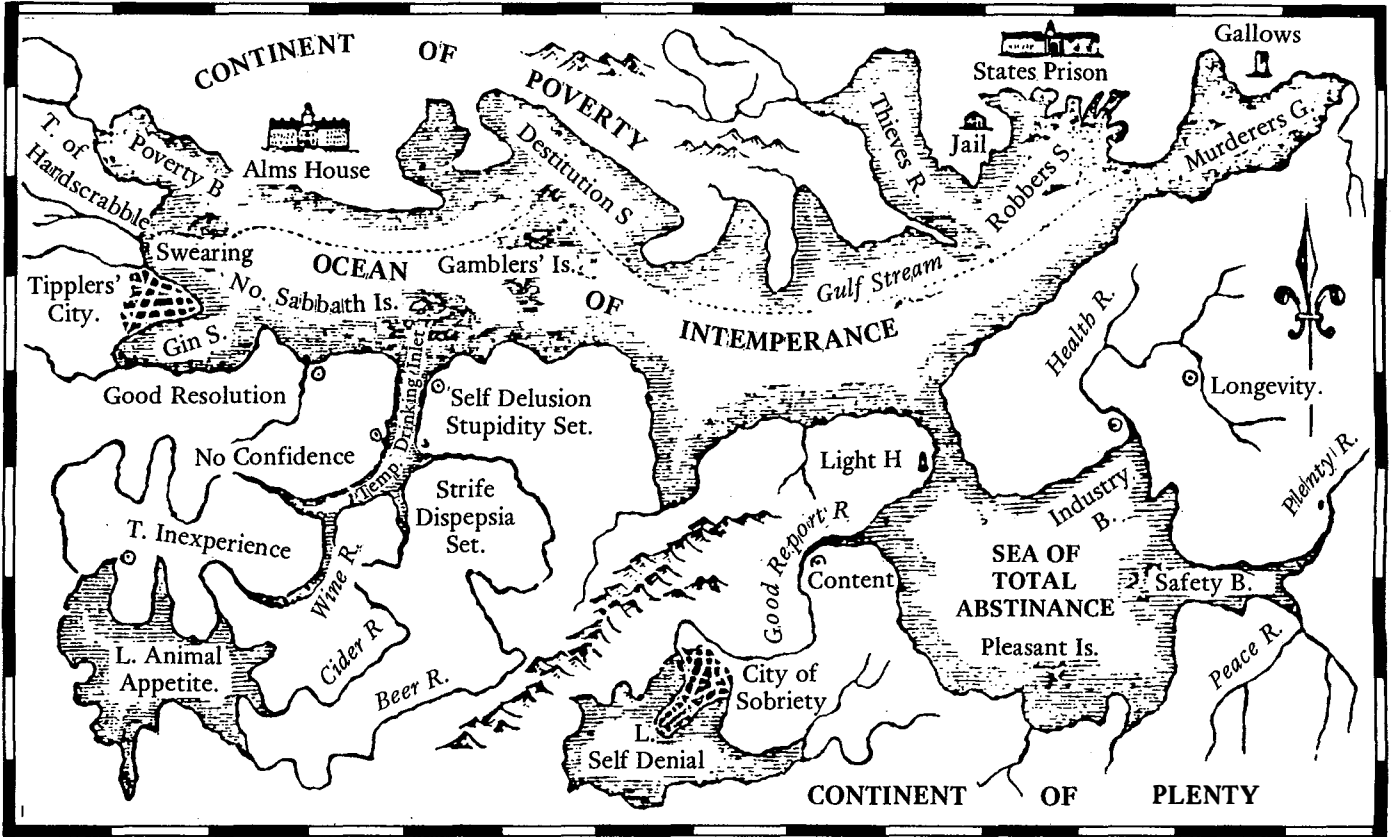 CONTINENT OF POVERTY
Gallows
States Prison
T. of
Handscrabble
Poverty B
Alms House
Destitution S
Thieves R
Jail
Robbers S.
Murderers G.
Swearing
Tipplers'
City.
No. Sabbath Is.
Gin S.
OCEAN OF INTEMPERANCE
Gamblers' Is.
Gulf Stream
Good Resolution
No Confidence
Temp. Drinking Inlet
Self Delusion
Stupidity Set.
Health R.
Longevity.
Plenty R.
Light H
Strife
Dispepsia
Set.
T. Inexperience
Wine R.
Cider R
Beer R.
L. Animal
Appetite.
Good Report R
Content
Industry
B.
SEA OF
TOTAL
ABSTINANCE
Safety B.
Pleasant Is.
Peace R.
City of
Sobriety
L.
Self Denial
CONTINENT OF PLENTY